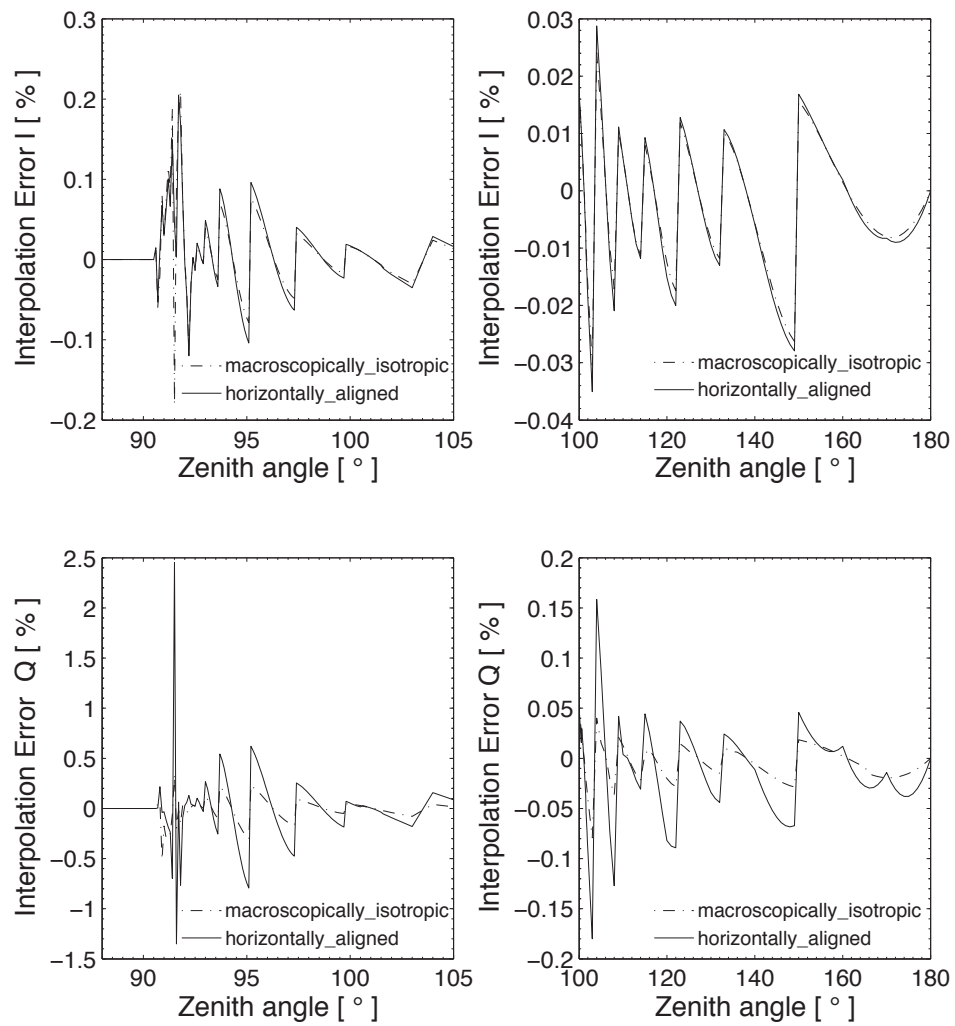 Interpolation Error I [ % ]
0.3
0.2
0.1
0
−0.1
−0.2
90 95 100 105
Zenith angle [ ° ]
macroscopically_isotropic
horizontally_aligned
Interpolation Error I [ % ]
0.03
0.02
0.01
0
−0.01
−0.02
−0.03
−0.04
100 120 140 160 180
Zenith angle [ ° ]
macroscopically_isotropic
horizontally_aligned
Interpolation Error Q [ % ]
2.5
2
1.5
1
0.5
0
−0.5
−1
−1.5
90 95 100 105
Zenith angle [ ° ]
macroscopically_isotropic
horizontally_aligned
Interpolation Error Q [ % ]
0.2
0.15
0.1
0.05
0
−0.05
−0.1
−0.15
−0.2
100 120 140 160 180
Zenith angle [ ° ]
macroscopically_isotropic
horizontally_aligned